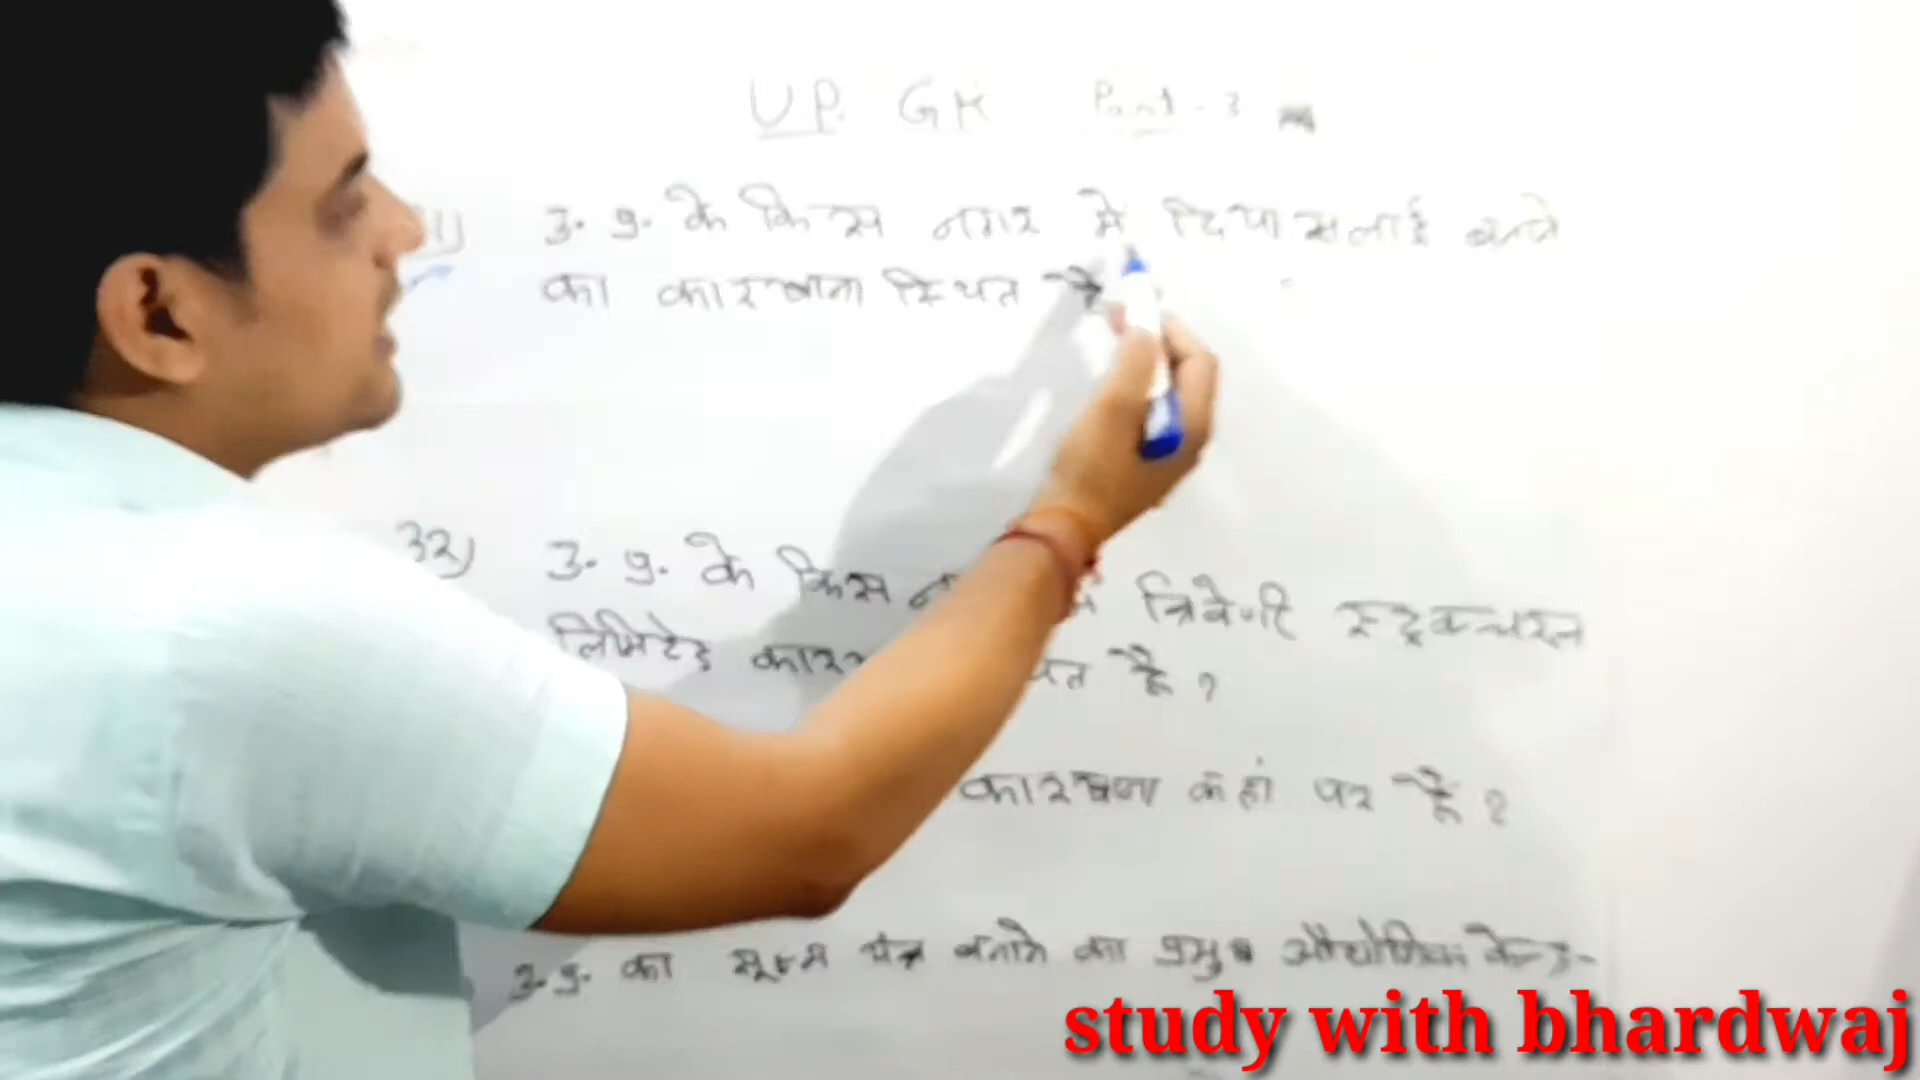 U.P. GK Part-3
31) उ. प्र. के किस नगर में दियासलाई बनाने
का कारखाना स्थित है
32) उ. प्र. के किस में त्रिवेणी स्ट्रक्चरल
लिमिटेड है ?
कारखाना कहाँ पर है ?
उ.प्र. का सूक्ष्म यंत्र बनाने का प्रमुख औद्योगिक केन्द्र
study with bhardwaj